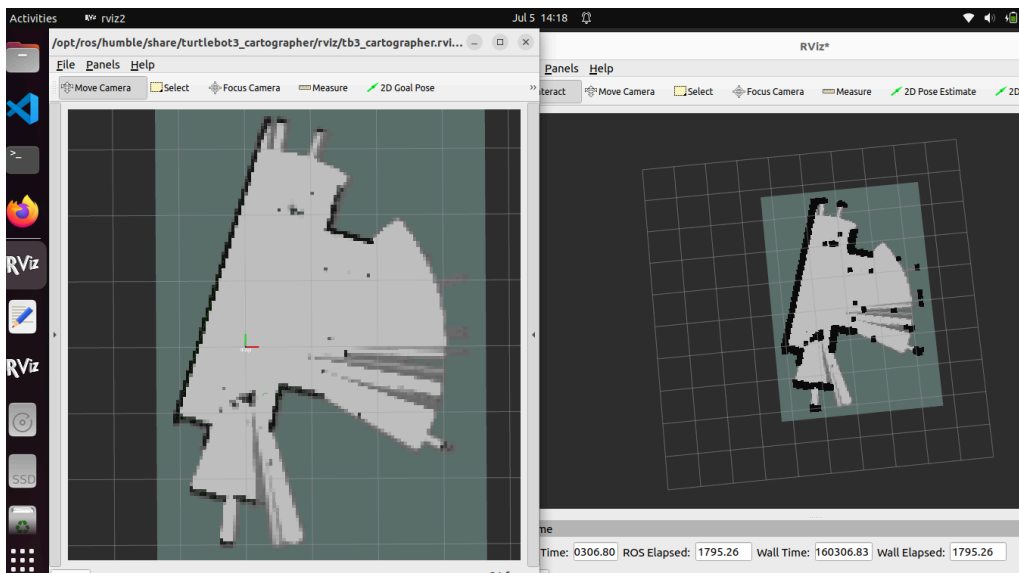 Activities
RViz rviz2
Jul 5 14:18
/opt/ros/humble/share/turtlebot3_cartographer/rviz/tb3_cartographer.rvi...
File Panels Help
Move Camera Select Focus Camera Measure 2D Goal Pose »
RViz*
Panels Help
teract Move Camera Select Focus Camera Measure 2D Pose Estimate 2D
>_
RViz
RViz
SSD
me
Time: 0306.80 ROS Elapsed: 1795.26 Wall Time: 160306.83 Wall Elapsed: 1795.26